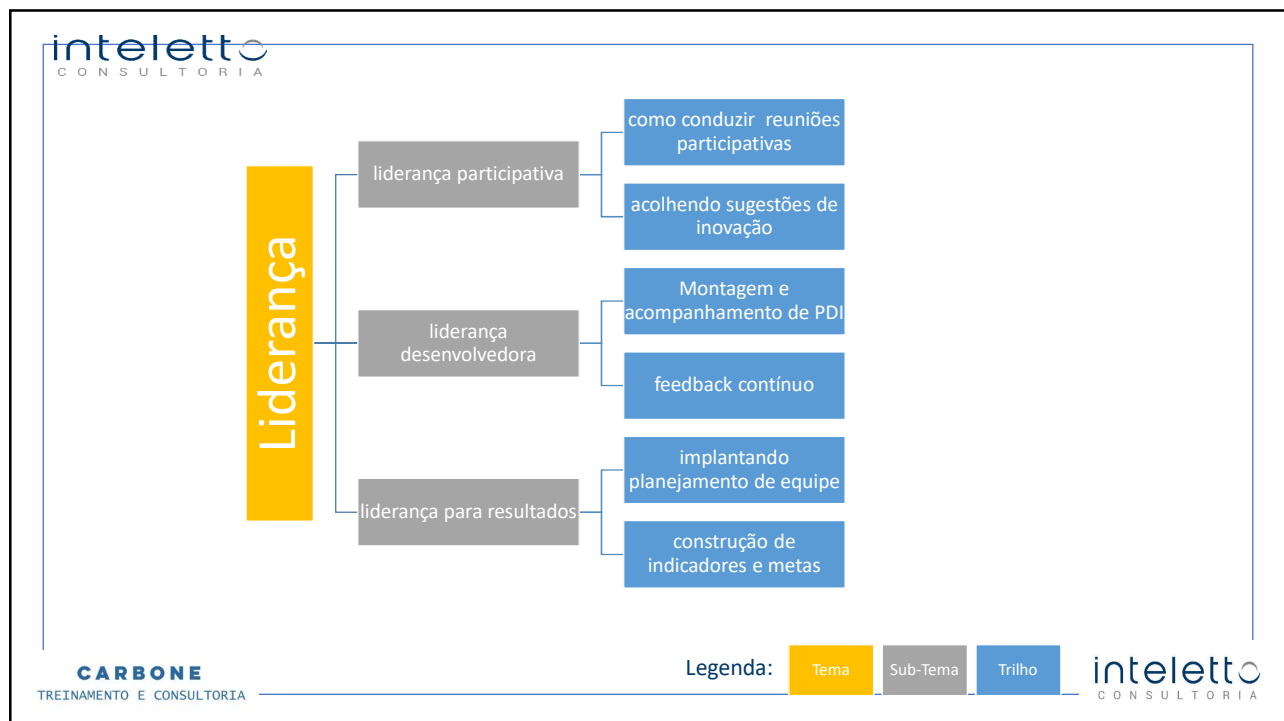 inteletto
CONSULTORIA
Liderança
liderança participativa
como conduzir reuniões
participativas
acolhendo sugestões de
inovação
liderança
desenvolvedora
Montagem e
acompanhamento de PDI
feedback contínuo
liderança para resultados
implantando
planejamento de equipe
construção de
indicadores e metas
CARBONE
TREINAMENTO E CONSULTORIA
Legenda:
Tema
Sub-Tema
Trilho
inteletto
CONSULTORIA